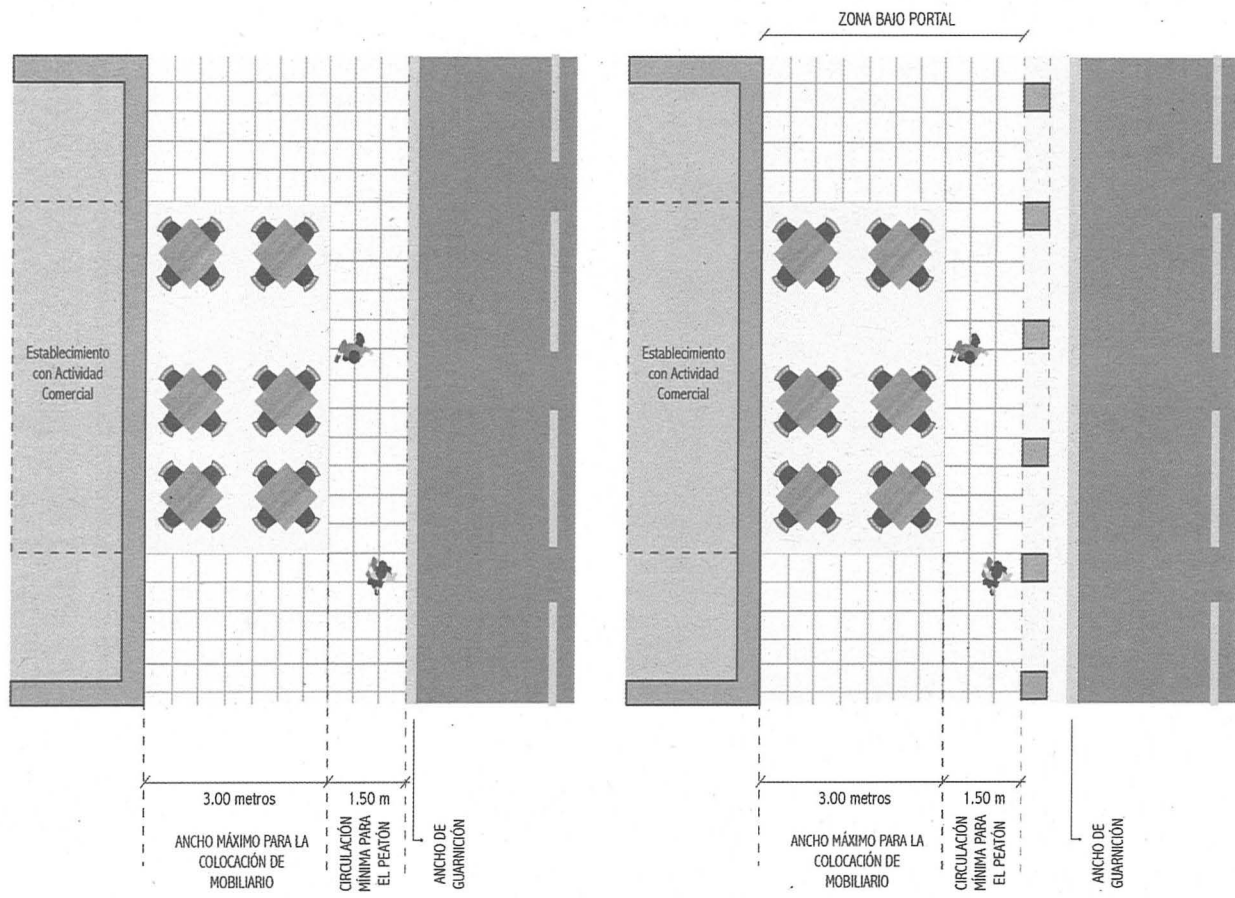 ZONA BAJO PORTAL
Establecimiento
con Actividad
Comercial
3.00 metros
1.50 m
ANCHO MÁXIMO PARA LA
COLOCACIÓN DE
MOBILIARIO
CIRCULACIÓN
MÍNIMA PARA
EL PEATÓN
ANCHO DE
GUARNICIÓN
Establecimiento
con Actividad
Comercial
3.00 metros
1.50 m
ANCHO MÁXIMO PARA LA
COLOCACIÓN DE
MOBILIARIO
CIRCULACIÓN
MÍNIMA PARA
EL PEATÓN
ANCHO DE
GUARNICIÓN